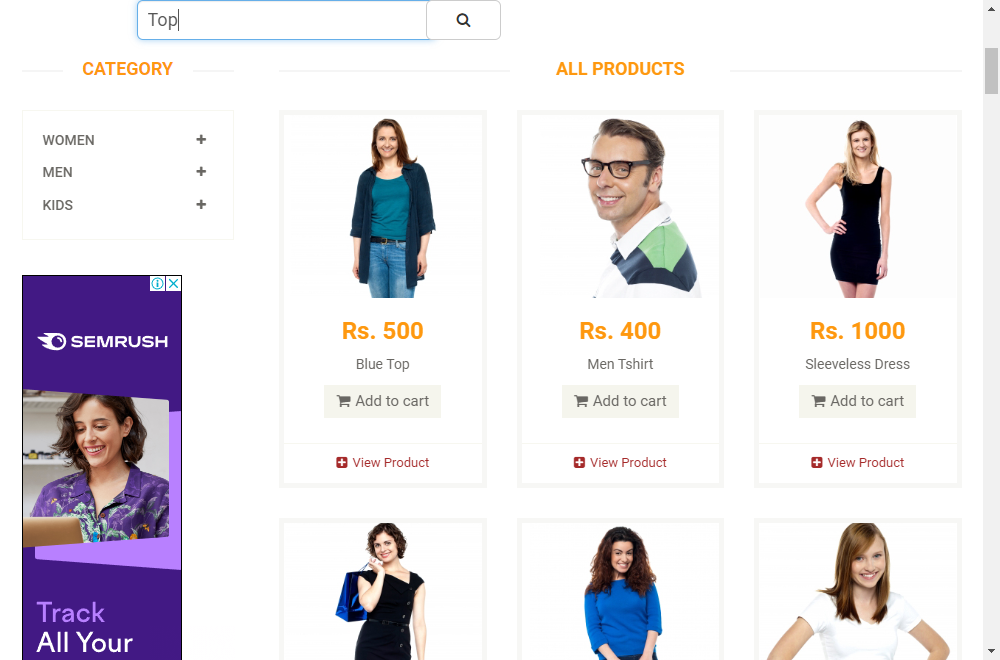 Top
CATEGORY
WOMEN
MEN
KIDS
SEMRUSH
Track
All Your
ALL PRODUCTS
Rs. 500
Blue Top
Add to cart
View Product
Rs. 400
Men Tshirt
Add to cart
View Product
Rs. 1000
Sleeveless Dress
Add to cart
View Product